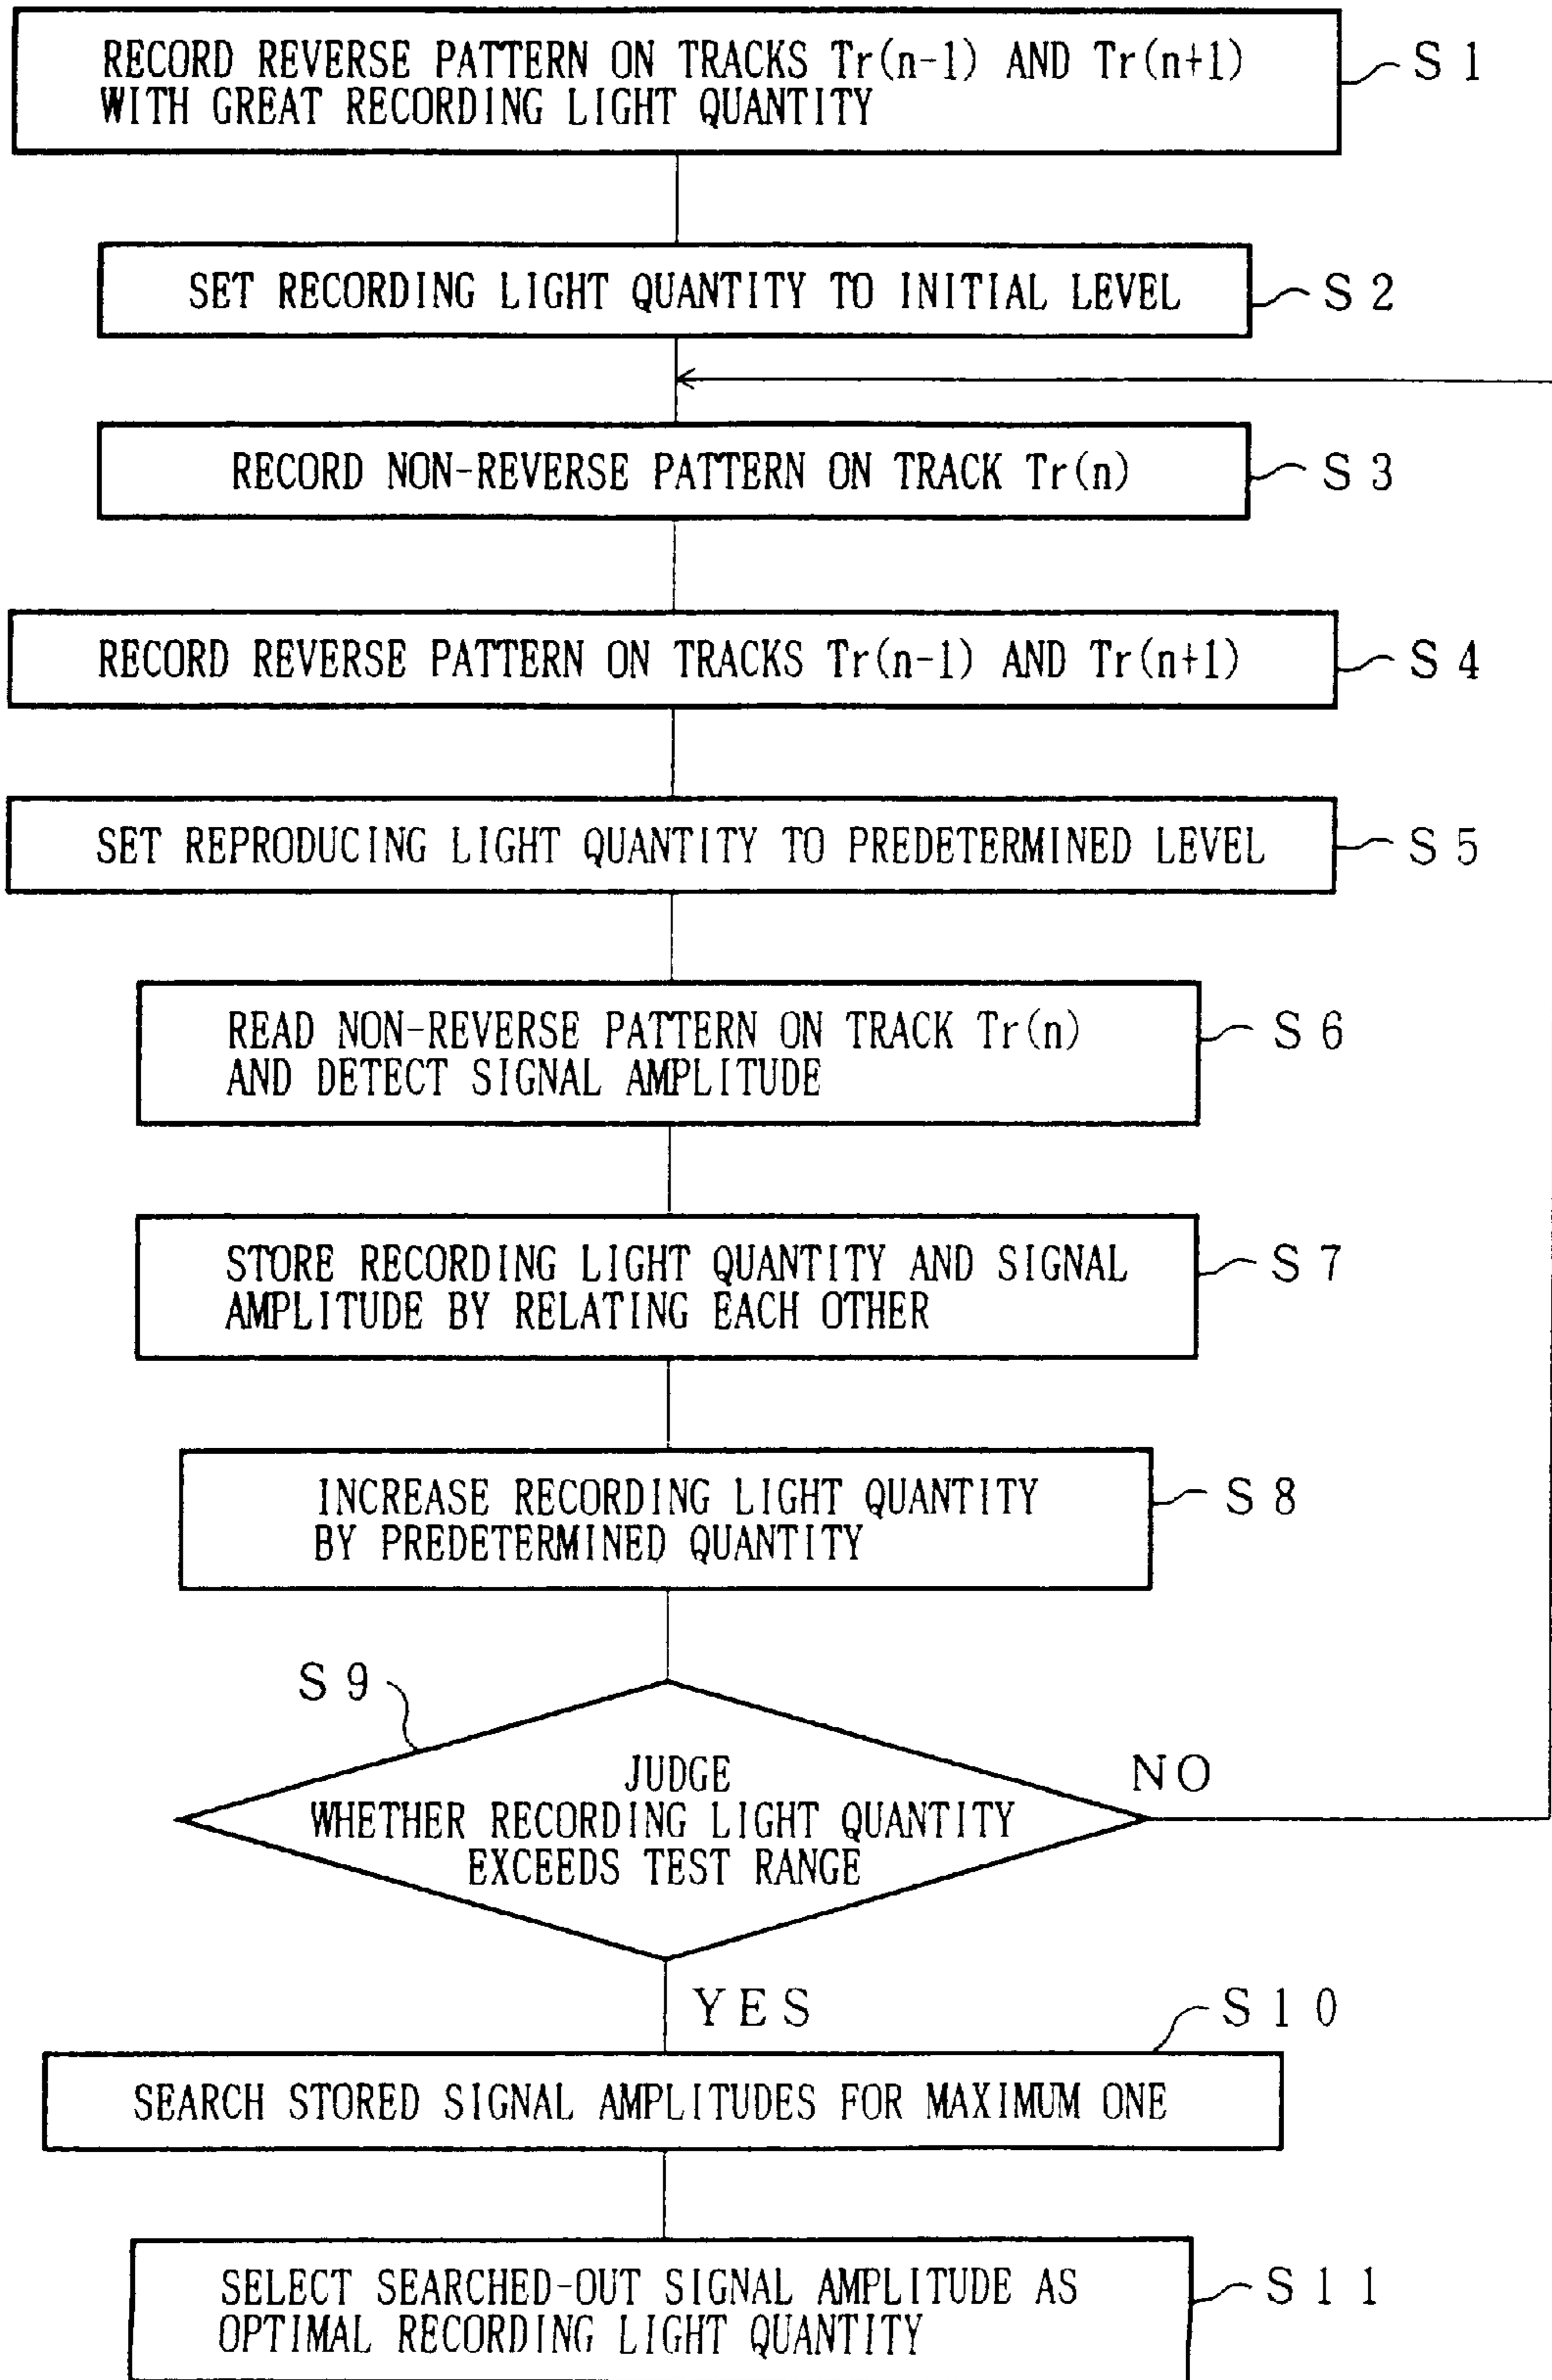 RECORD REVERSE PATTERN ON TRACKS Tr(n-1) AND Tr(n+1)
WITH GREAT RECORDING LIGHT QUANTITY
S1
SET RECORDING LIGHT QUANTITY TO INITIAL LEVEL
S2
RECORD NON-REVERSE PATTERN ON TRACK Tr(n)
S3
RECORD REVERSE PATTERN ON TRACKS Tr(n-1) AND Tr(n+1)
S4
SET REPRODUCING LIGHT QUANTITY TO PREDETERMINED LEVEL
S5
READ NON-REVERSE PATTERN ON TRACK Tr(n)
AND DETECT SIGNAL AMPLITUDE
S6
STORE RECORDING LIGHT QUANTITY AND SIGNAL
AMPLITUDE BY RELATING EACH OTHER
S7
INCREASE RECORDING LIGHT QUANTITY
BY PREDETERMINED QUANTITY
S8
S9
JUDGE
WHETHER RECORDING LIGHT QUANTITY
EXCEEDS TEST RANGE
NO
YES
S10
SEARCH STORED SIGNAL AMPLITUDES FOR MAXIMUM ONE
SELECT SEARCHED-OUT SIGNAL AMPLITUDE AS
OPTIMAL RECORDING LIGHT QUANTITY
S11